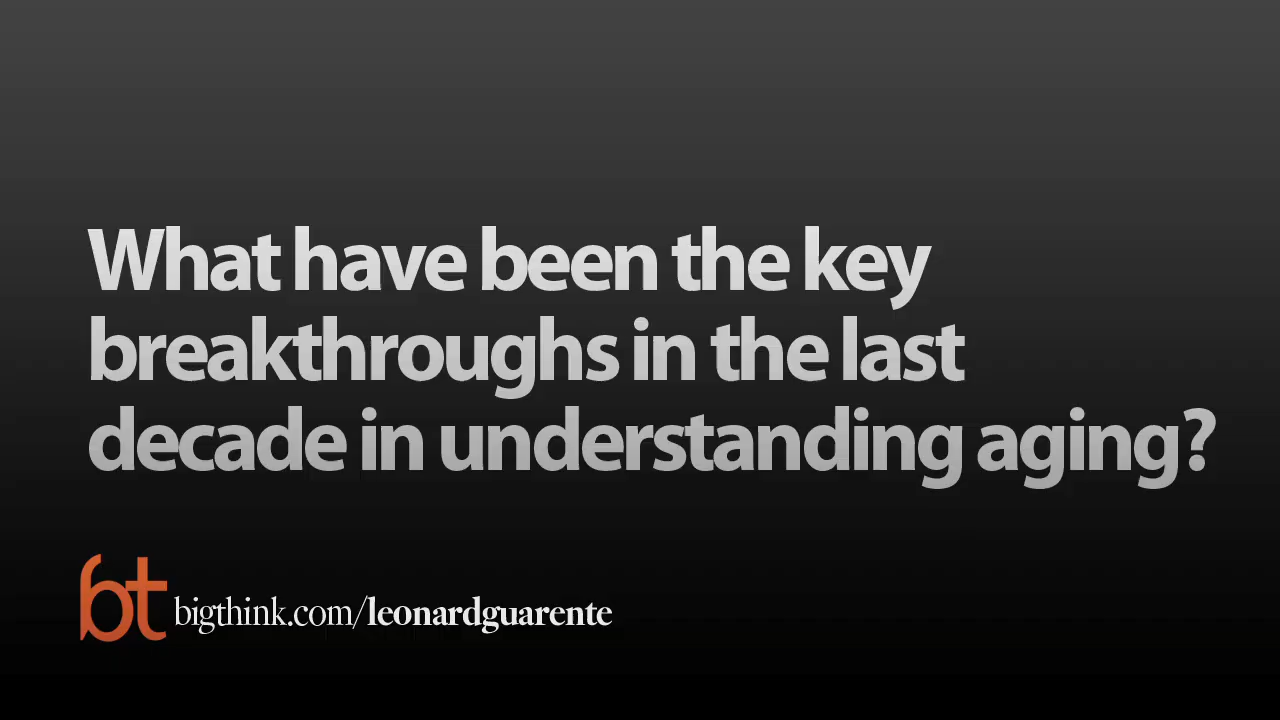 What have been the key
breakthroughs in the last
decade in understanding aging?
bt bigthink.com/leonardguarente